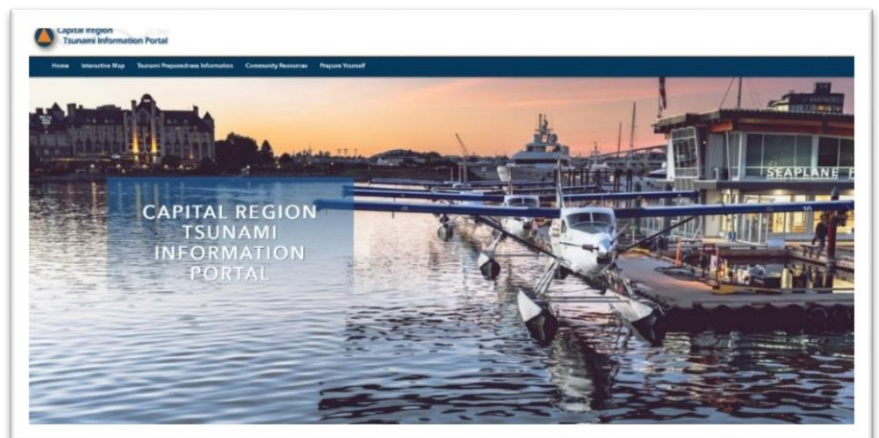 Capital Region
Tsunami Information Portal
Home Interactive Map Tsunami Preparedness Information Community Resources Prepare Yourself
SEAPLANE
CAPITAL REGION
TSUNAMI
INFORMATION
PORTAL